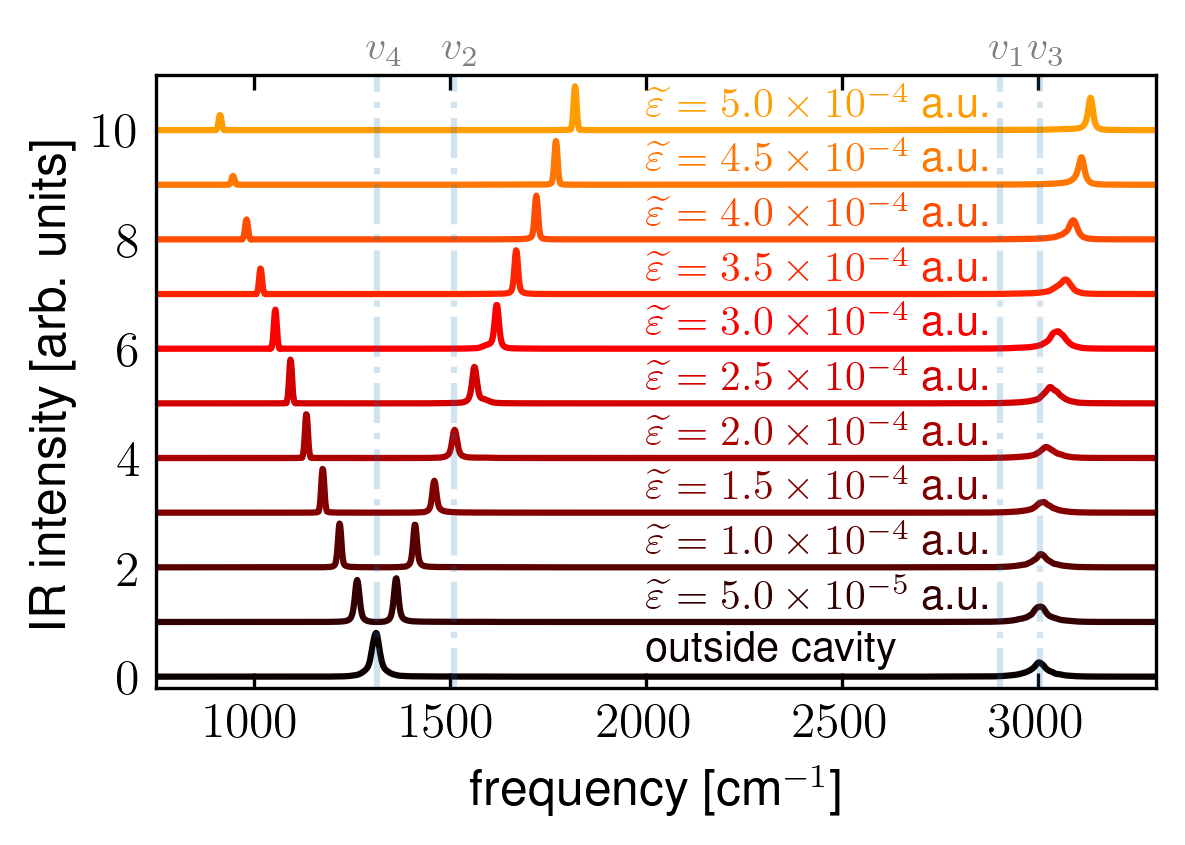 v₄ v₂ v₁ v₃
10
ε̃ = 5.0 × 10⁻⁴ a.u.
ε̃ = 4.5 × 10⁻⁴ a.u.
8
ε̃ = 4.0 × 10⁻⁴ a.u.
ε̃ = 3.5 × 10⁻⁴ a.u.
6
ε̃ = 3.0 × 10⁻⁴ a.u.
ε̃ = 2.5 × 10⁻⁴ a.u.
4
ε̃ = 2.0 × 10⁻⁴ a.u.
ε̃ = 1.5 × 10⁻⁴ a.u.
2
ε̃ = 1.0 × 10⁻⁴ a.u.
ε̃ = 5.0 × 10⁻⁵ a.u.
0
outside cavity
IR intensity [arb. units]
1000 1500 2000 2500 3000
frequency [cm⁻¹]